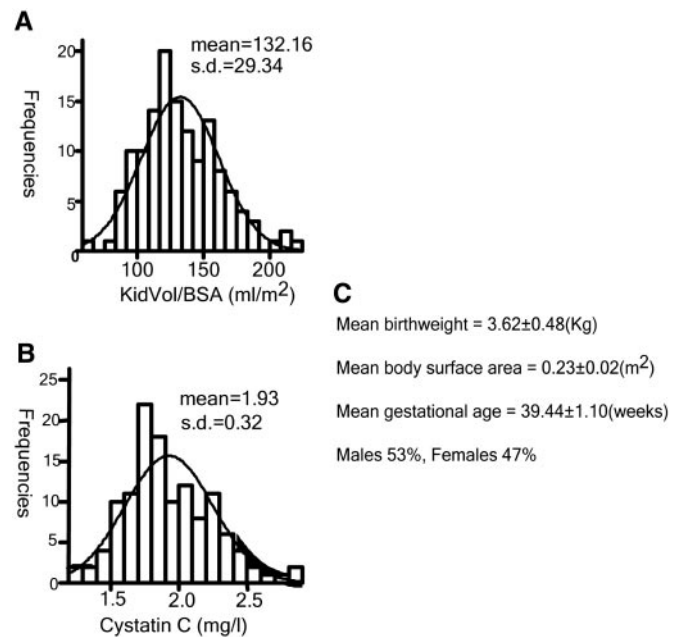 A
mean=132.16
s.d.=29.34
20
15
10
5
0
Frequencies
100 150 200
KidVol/BSA (ml/m2)
B
mean=1.93
s.d.=0.32
25
20
15
10
5
0
Frequencies
1.5 2.0 2.5
Cystatin C (mg/l)
C
Mean birthweight = 3.62±0.48(Kg)
Mean body surface area = 0.23±0.02(m2)
Mean gestational age = 39.44±1.10(weeks)
Males 53%, Females 47%